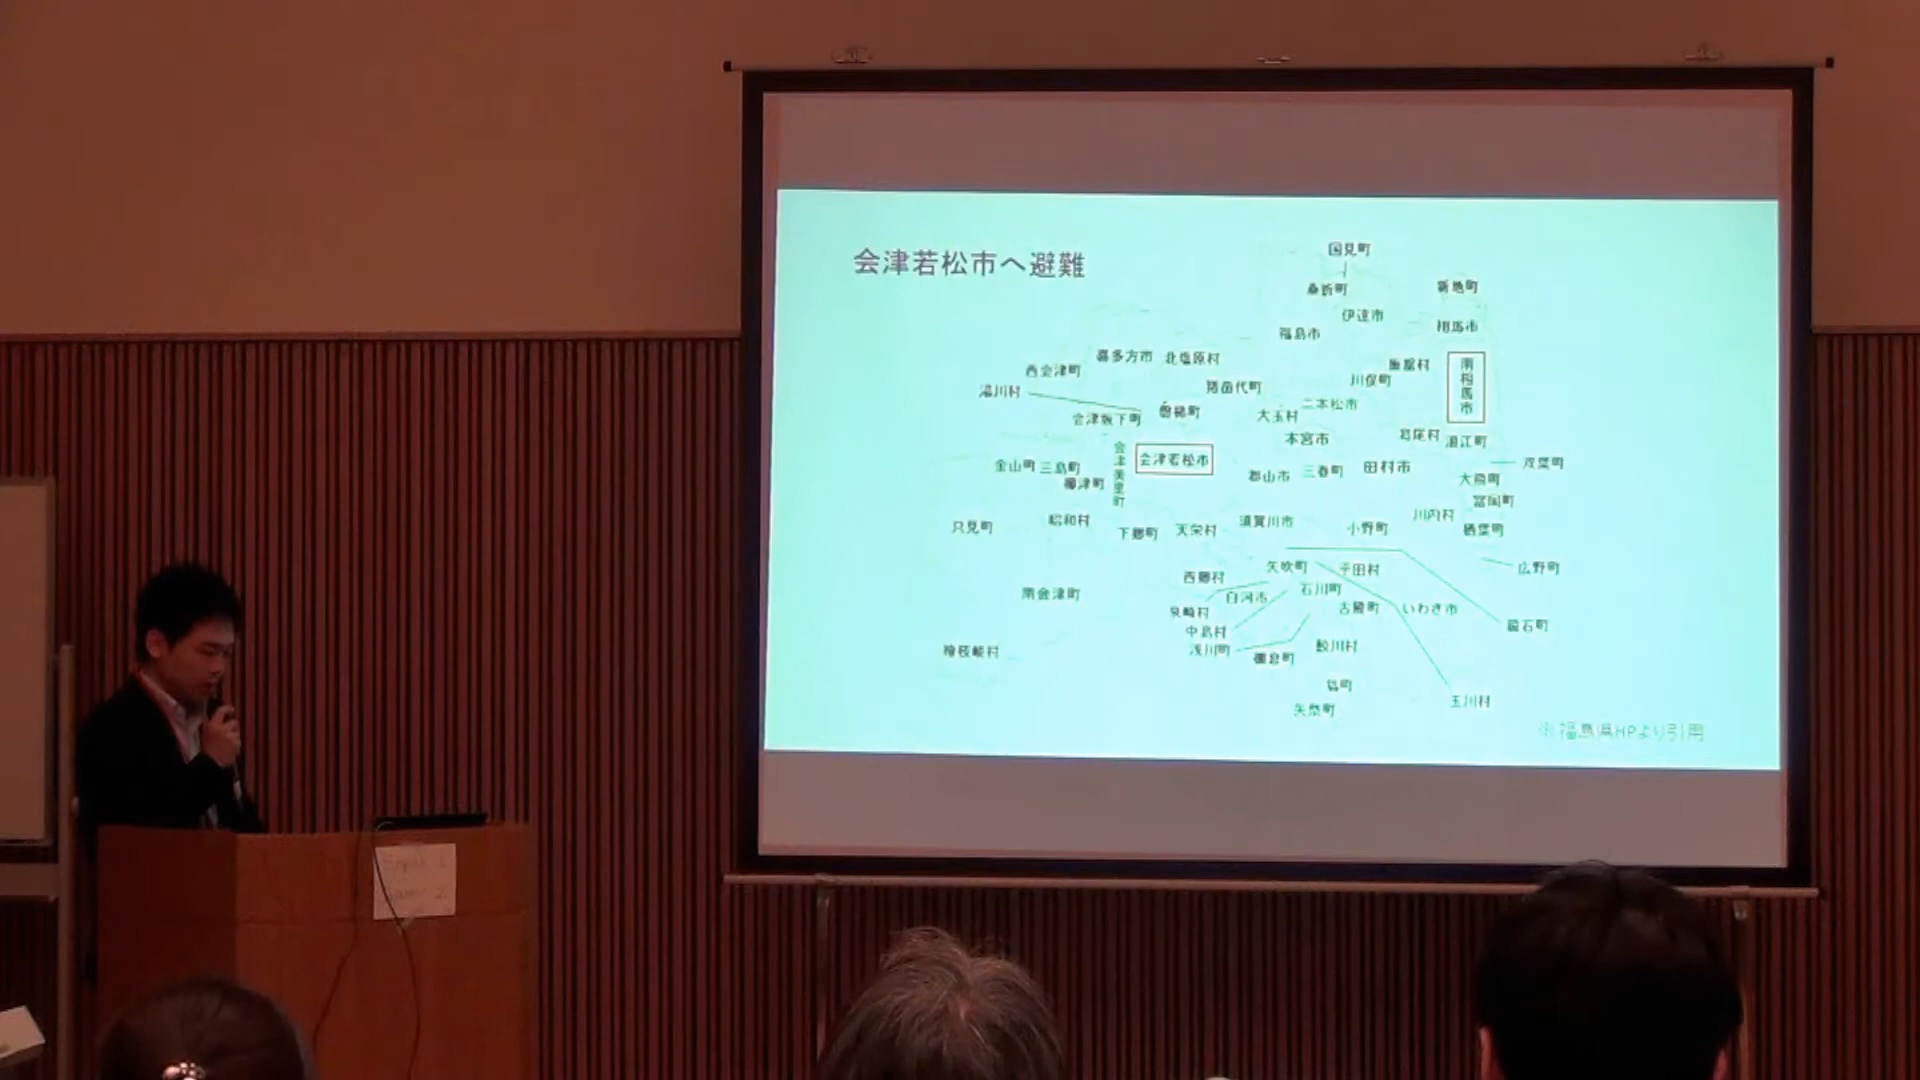 会津若松市へ避難
国見町
桑折町
新地町
伊達市
相馬市
福島市
喜多方市
北塩原村
飯舘村
南相馬市
西会津町
川俣町
猪苗代町
湯川村
二本松市
磐梯町
大玉村
会津坂下町
本宮市
葛尾村
浪江町
会津美里町
会津若松市
双葉町
金山町
三島町
郡山市
三春町
田村市
大熊町
柳津町
富岡町
川内村
只見町
昭和村
下郷町
天栄村
須賀川市
小野町
楢葉町
矢吹町
平田村
広野町
西郷村
南会津町
白河市
石川町
泉崎村
古殿町
いわき市
鏡石町
中島村
浅川町
棚倉町
鮫川村
檜枝岐村
塙町
矢祭町
玉川村
※福島県HPより引用